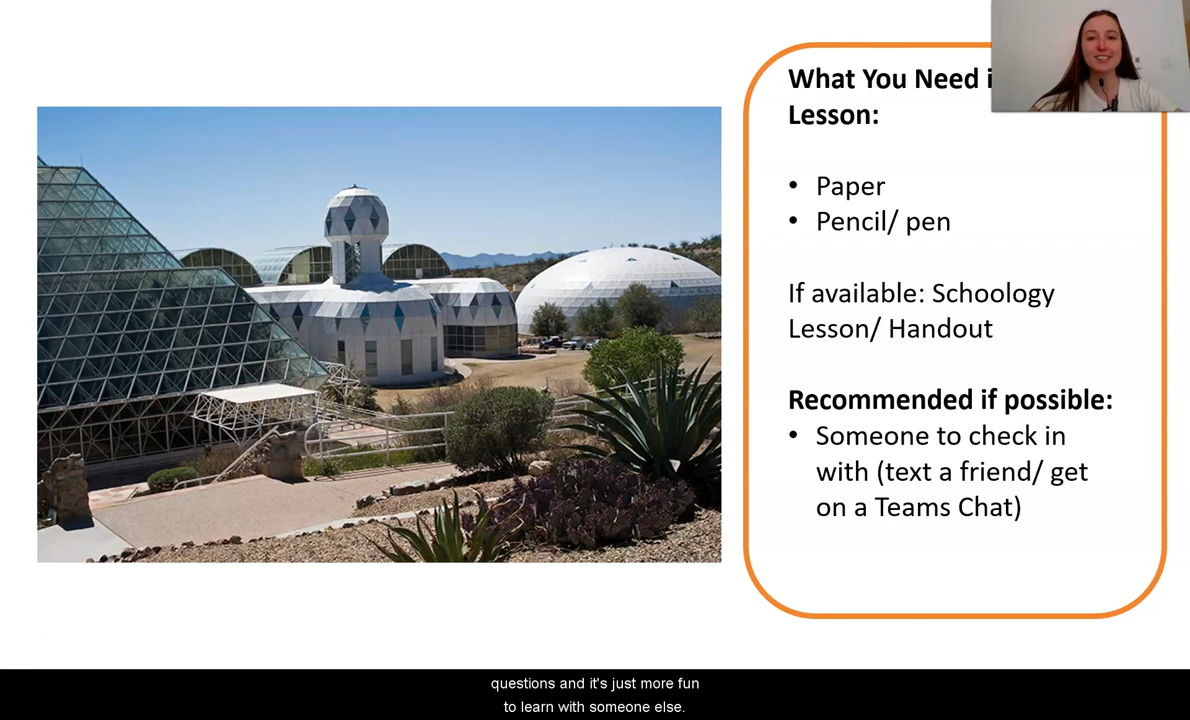 What You Need i
Lesson:
• Paper
• Pencil/ pen
If available: Schoology
Lesson/ Handout
Recommended if possible:
• Someone to check in
with (text a friend/ get
on a Teams Chat)
questions and it's just more fun
to learn with someone else.